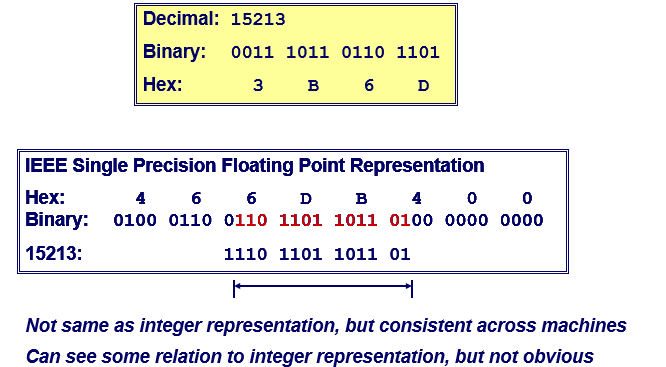 Decimal: 15213
Binary: 0011 1011 0110 1101
Hex: 3 B 6 D
IEEE Single Precision Floating Point Representation
Hex: 4 6 6 D B 4 0 0
Binary: 0100 0110 0110 1101 1011 0100 0000 0000
15213: 1110 1101 1011 01
Not same as integer representation, but consistent across machines
Can see some relation to integer representation, but not obvious